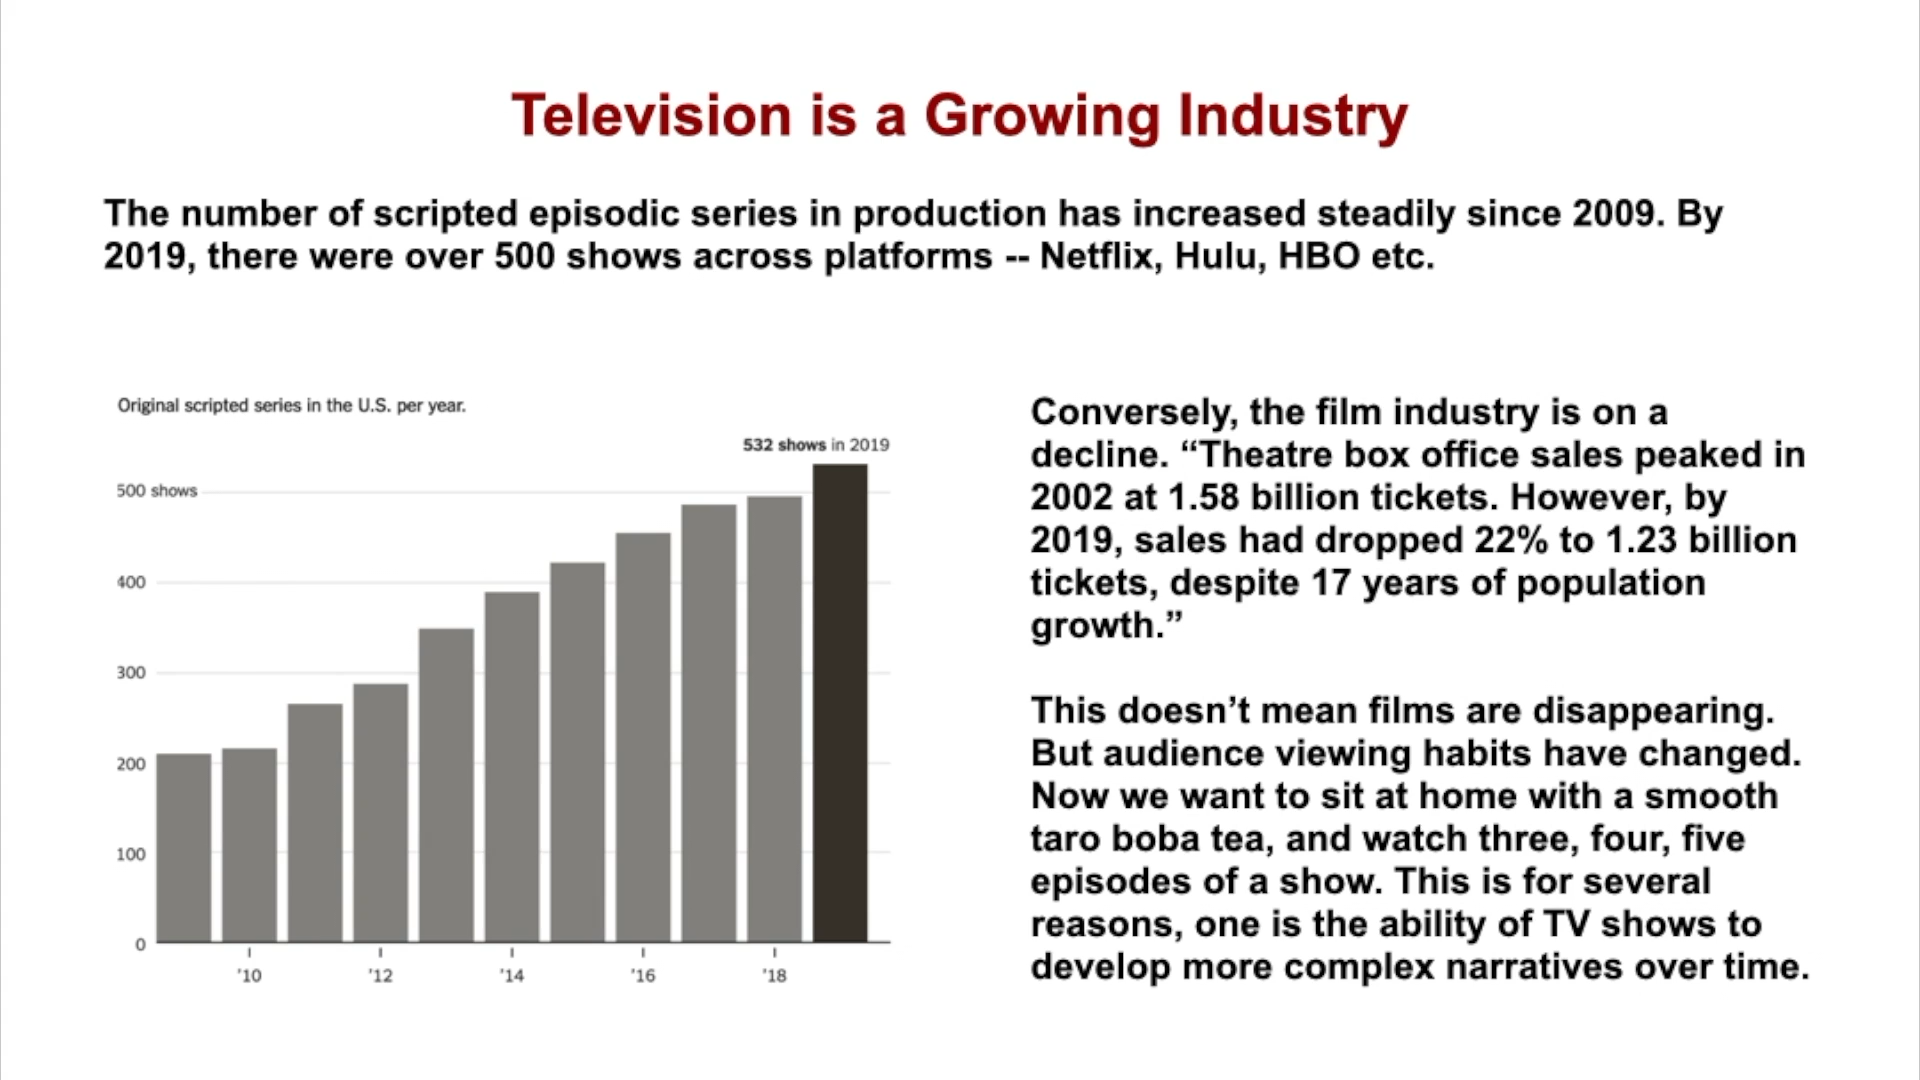 Television is a Growing Industry
The number of scripted episodic series in production has increased steadily since 2009. By
2019, there were over 500 shows across platforms -- Netflix, Hulu, HBO etc.
Original scripted series in the U.S. per year.
532 shows in 2019
500 shows
400
300
200
100
0
'10
'12
'14
'16
'18
Conversely, the film industry is on a
decline. “Theatre box office sales peaked in
2002 at 1.58 billion tickets. However, by
2019, sales had dropped 22% to 1.23 billion
tickets, despite 17 years of population
growth.”
This doesn’t mean films are disappearing.
But audience viewing habits have changed.
Now we want to sit at home with a smooth
taro boba tea, and watch three, four, five
episodes of a show. This is for several
reasons, one is the ability of TV shows to
develop more complex narratives over time.